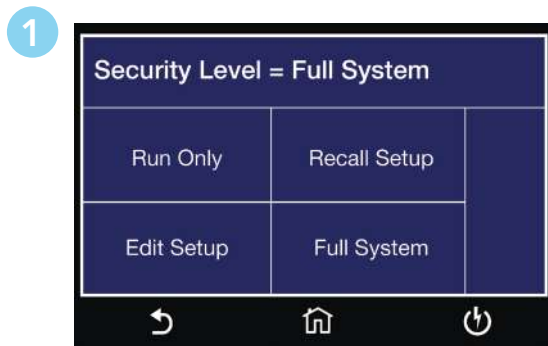 1
Security Level = Full System
Run Only
Recall Setup
Edit Setup
Full System